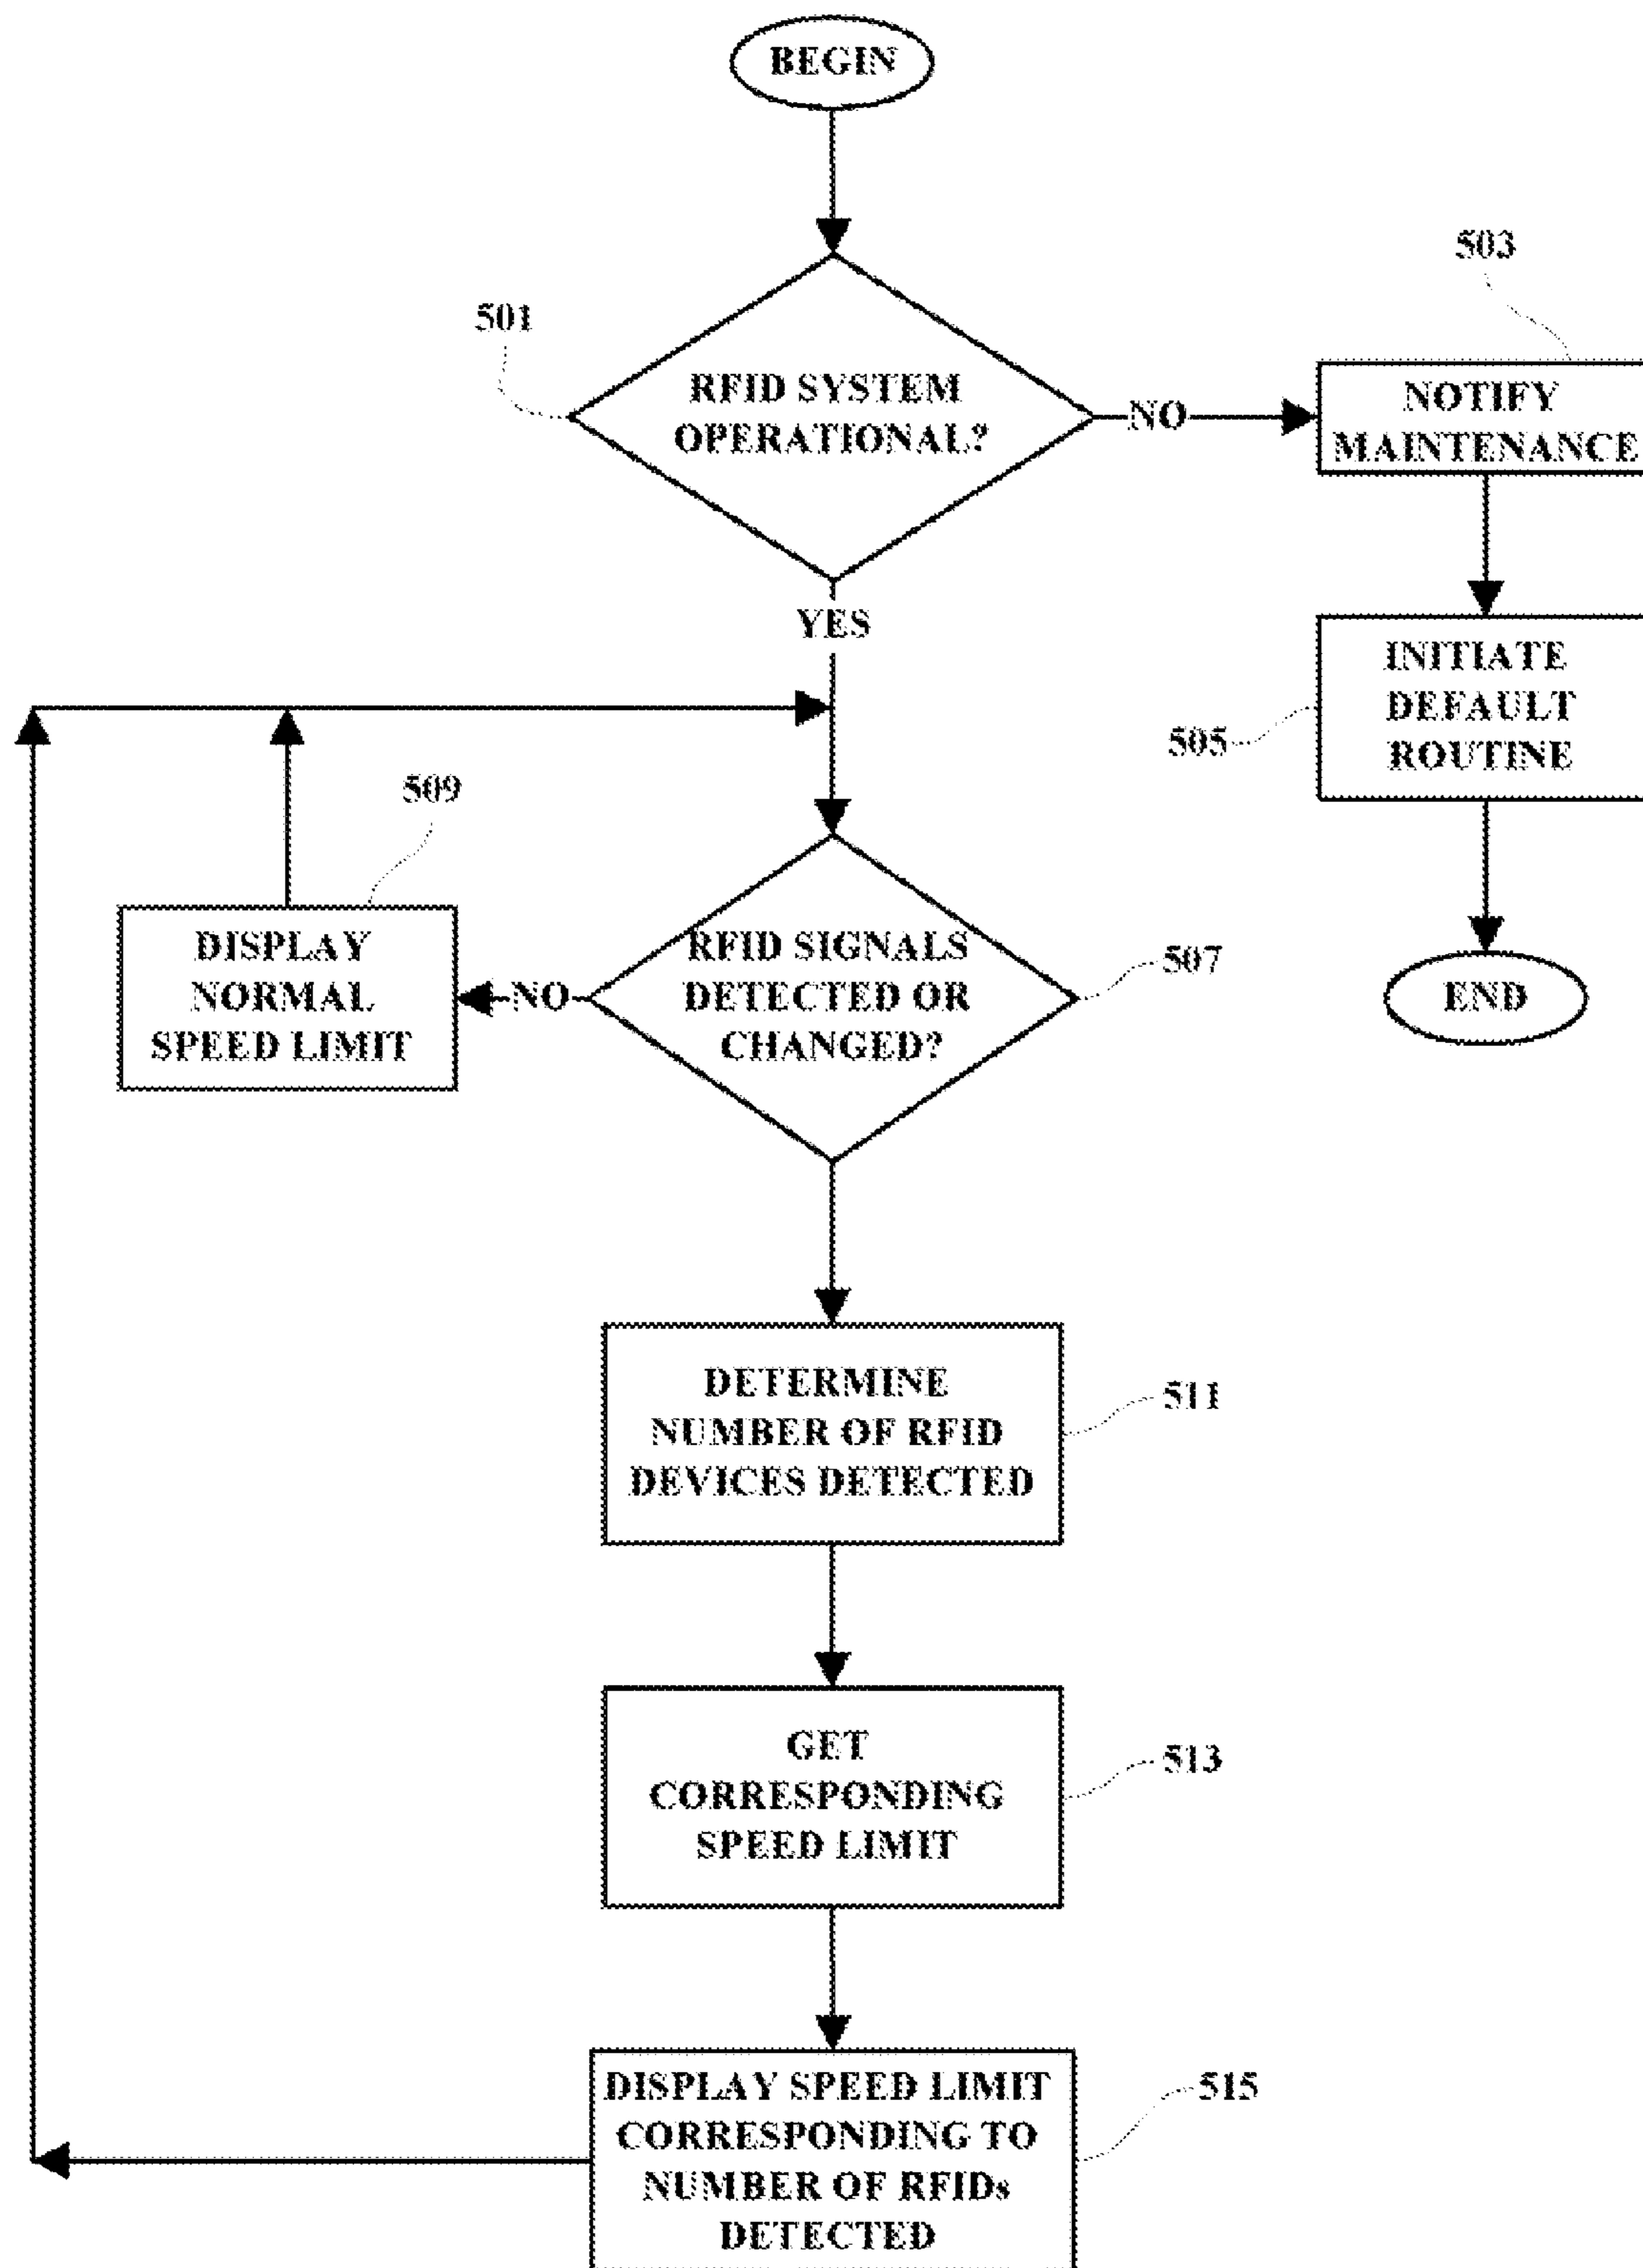 BEGIN
503
501
RFID SYSTEM
OPERATIONAL?
NO
NOTIFY
MAINTENANCE
YES
INITIATE
DEFAULT
ROUTINE
505
509
DISPLAY
NORMAL
SPEED LIMIT
NO
RFID SIGNALS
DETECTED OR
CHANGED?
507
END
DETERMINE
NUMBER OF RFID
DEVICES DETECTED
511
GET
CORRESPONDING
SPEED LIMIT
513
DISPLAY SPEED LIMIT
CORRESPONDING TO
NUMBER OF RFIDs
DETECTED
515